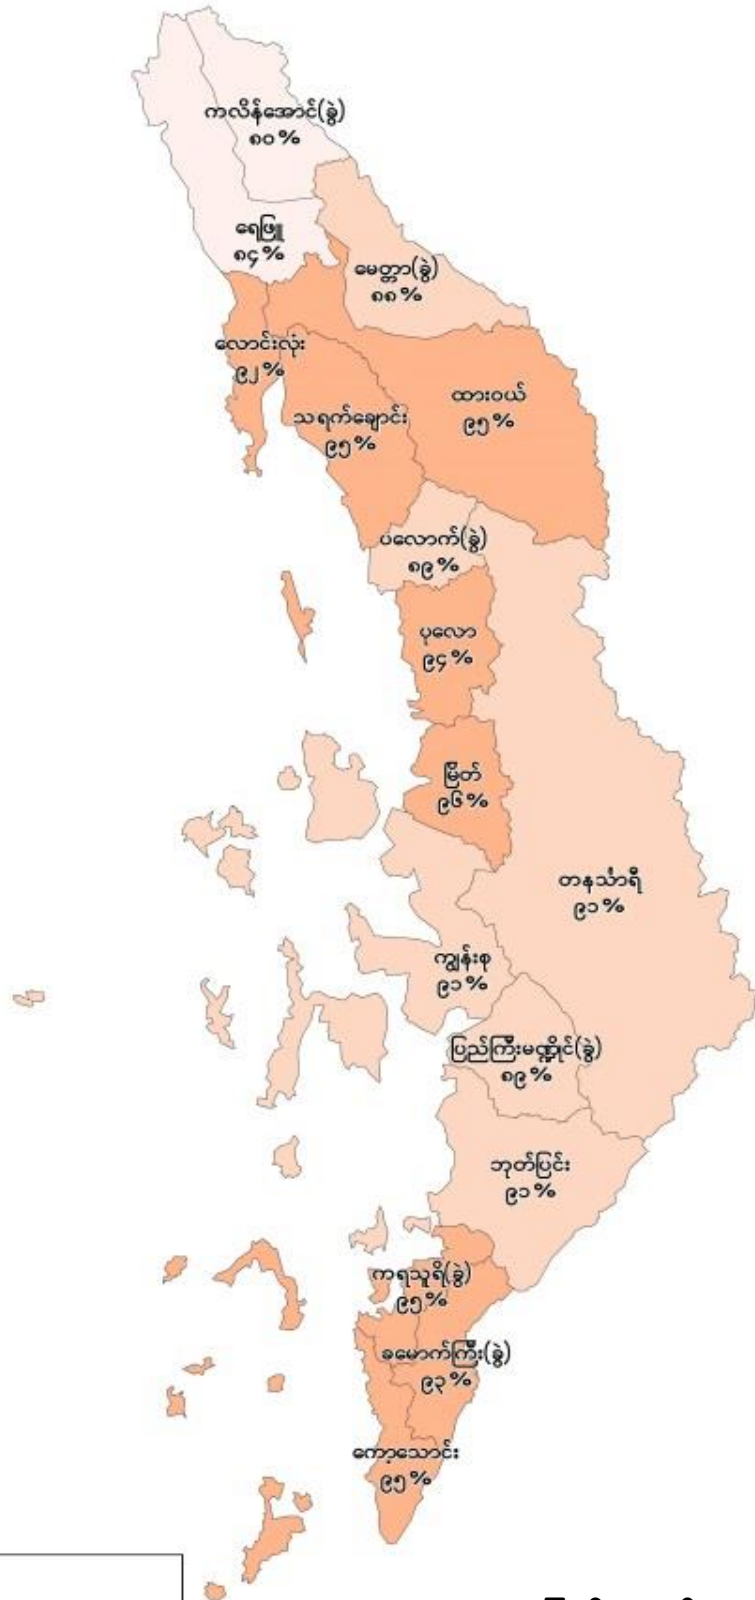 ကလိန်အောင်(ခွဲ)
၈၀%
ရေဖြူ
၈၄%
မေတ္တာ(ခွဲ)
၈၈%
လောင်းလုံး
၉၂%
ထားဝယ်
၉၅%
သရက်ချောင်း
၉၅%
ပလောက်(ခွဲ)
၈၉%
ပုလော
၉၄%
မြိတ်
၉၆%
တနင်္သာရီ
၉၁%
ကျွန်းစု
၉၁%
ပြည်ကြီးမဏ္ဍိုင်(ခွဲ)
၈၉%
ဘုတ်ပြင်း
၉၁%
ကရသူရိ(ခွဲ)
၉၅%
ခမောက်ကြီး(ခွဲ)
၉၃%
ကော့သောင်း
၉၅%